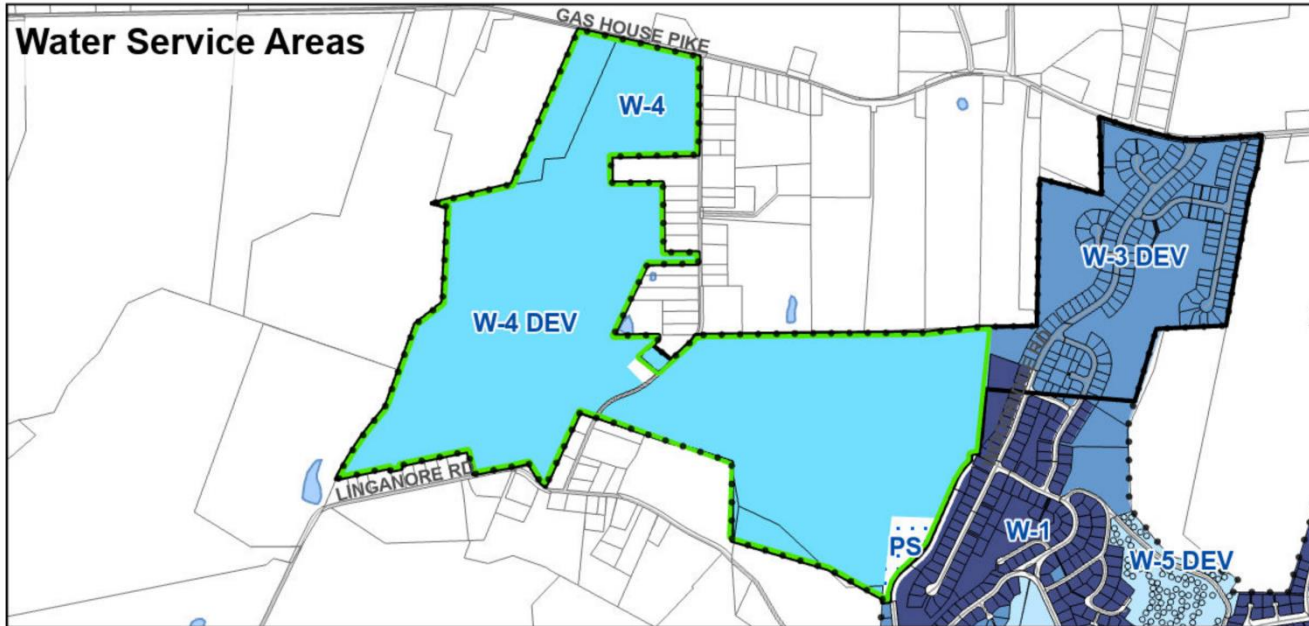 GAS HOUSE PIKE
Water Service Areas
W-4
W-3 DEV
W-4 DEV
LINGANORE RD
W-1
PS
W-5 DEV